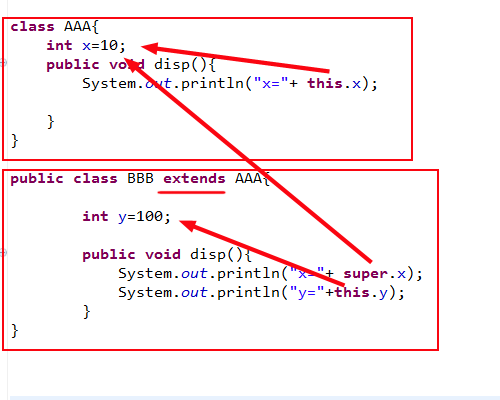 class AAA{
int x=10;
public void disp(){
System.out.println("x="+ this.x);
}
}
public class BBB extends AAA{
int y=100;
public void disp(){
System.out.println("x="+ super.x);
System.out.println("y="+this.y);
}
}